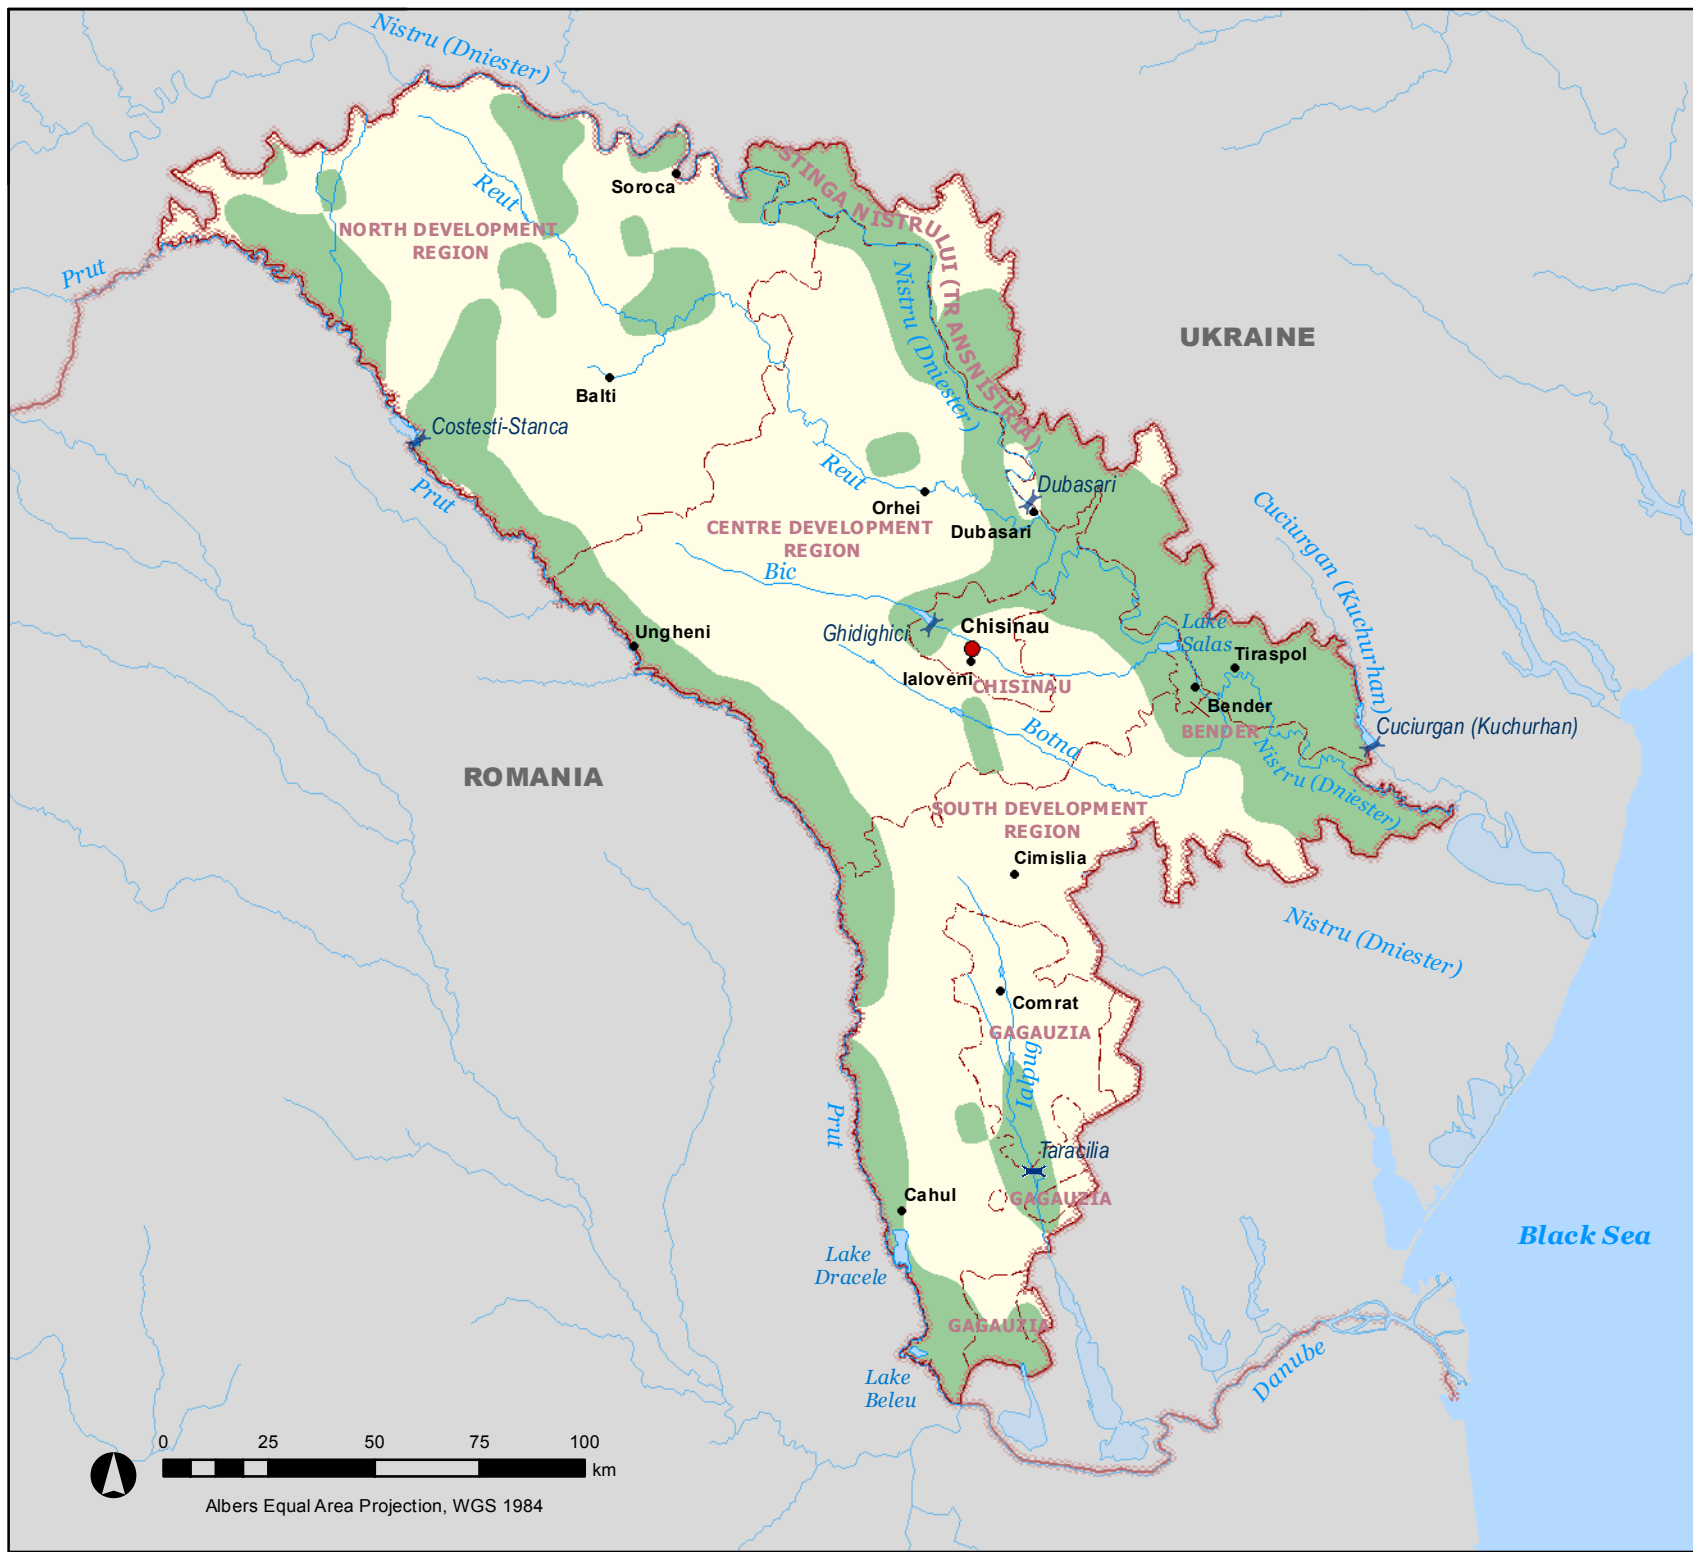 Nistru (Dniester)
Soroca
Reut
STINGA NISTRULUI (TRANSNISTRIA)
NORTH DEVELOPMENT
REGION
Prut
Nistru (Dniester)
UKRAINE
Balti
Costesti-Stanca
Prut
Reut
Orhei
Dubasari
Dubasari
CENTRE DEVELOPMENT
REGION
Bic
Cuciurgan (Kuchurhan)
Ghidighici
Chisinau
Ungheni
Lake
Salas
Tiraspol
Ialoveni
CHISINAU
Bender
BENDER
Botna
Cuciurgan (Kuchurhan)
Nistru (Dniester)
ROMANIA
SOUTH DEVELOPMENT
REGION
Cimislia
Nistru (Dniester)
Comrat
GAGAUZIA
Ialpug
Prut
Taracilia
Cahul
GAGAUZIA
Black Sea
Lake
Dracele
GAGAUZIA
Lake
Beleu
Danube
0 25 50 75 100
km
Albers Equal Area Projection, WGS 1984